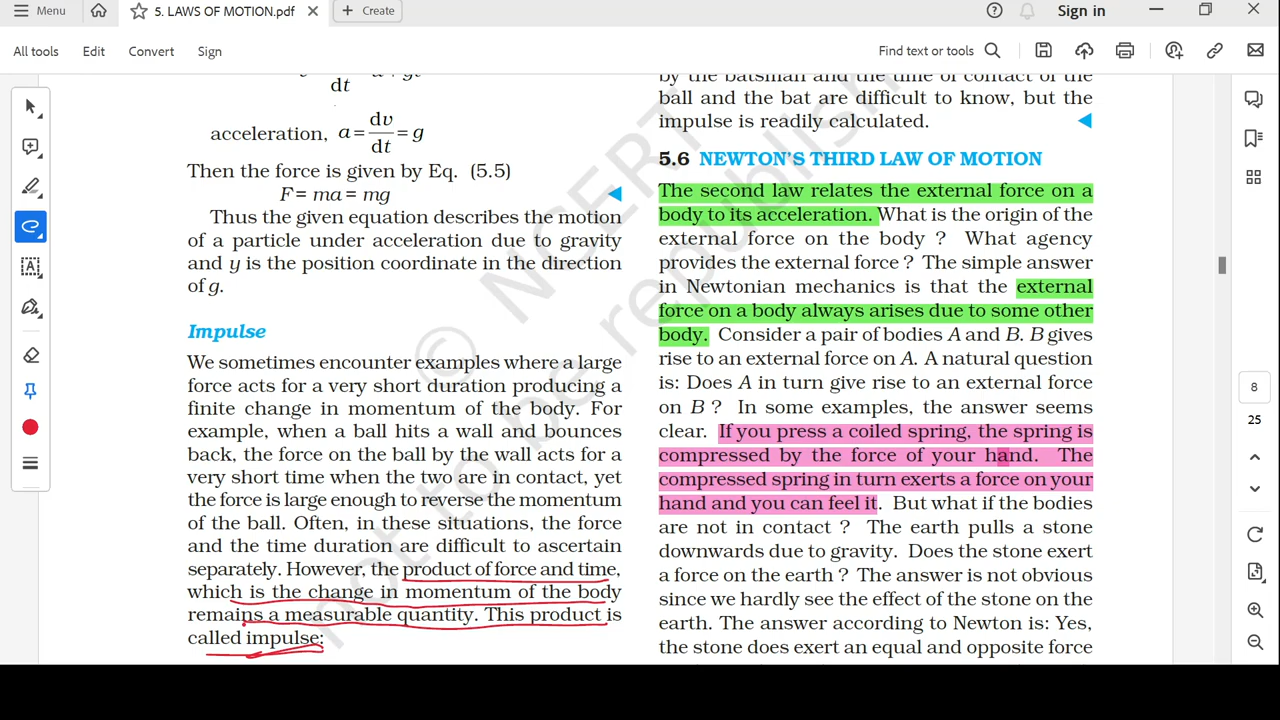 Menu
5. LAWS OF MOTION.pdf
Create
Sign in
All tools
Edit
Convert
Sign
Find text or tools
dt
acceleration, a = dv/dt = g
Then the force is given by Eq. (5.5)
F = ma = mg
Thus the given equation describes the motion
of a particle under acceleration due to gravity
and y is the position coordinate in the direction
of g.
Impulse
We sometimes encounter examples where a large
force acts for a very short duration producing a
finite change in momentum of the body. For
example, when a ball hits a wall and bounces
back, the force on the ball by the wall acts for a
very short time when the two are in contact, yet
the force is large enough to reverse the momentum
of the ball. Often, in these situations, the force
and the time duration are difficult to ascertain
separately. However, the product of force and time,
which is the change in momentum of the body
remains a measurable quantity. This product is
called impulse:
by the batsman and the time of contact of the
ball and the bat are difficult to know, but the
impulse is readily calculated.
5.6 NEWTON'S THIRD LAW OF MOTION
The second law relates the external force on a
body to its acceleration. What is the origin of the
external force on the body ? What agency
provides the external force ? The simple answer
in Newtonian mechanics is that the external
force on a body always arises due to some other
body. Consider a pair of bodies A and B. B gives
rise to an external force on A. A natural question
is: Does A in turn give rise to an external force
on B ? In some examples, the answer seems
clear. If you press a coiled spring, the spring is
compressed by the force of your hand. The
compressed spring in turn exerts a force on your
hand and you can feel it. But what if the bodies
are not in contact ? The earth pulls a stone
downwards due to gravity. Does the stone exert
a force on the earth ? The answer is not obvious
since we hardly see the effect of the stone on the
earth. The answer according to Newton is: Yes,
the stone does exert an equal and opposite force
© NCERT
not to be republish
8
25